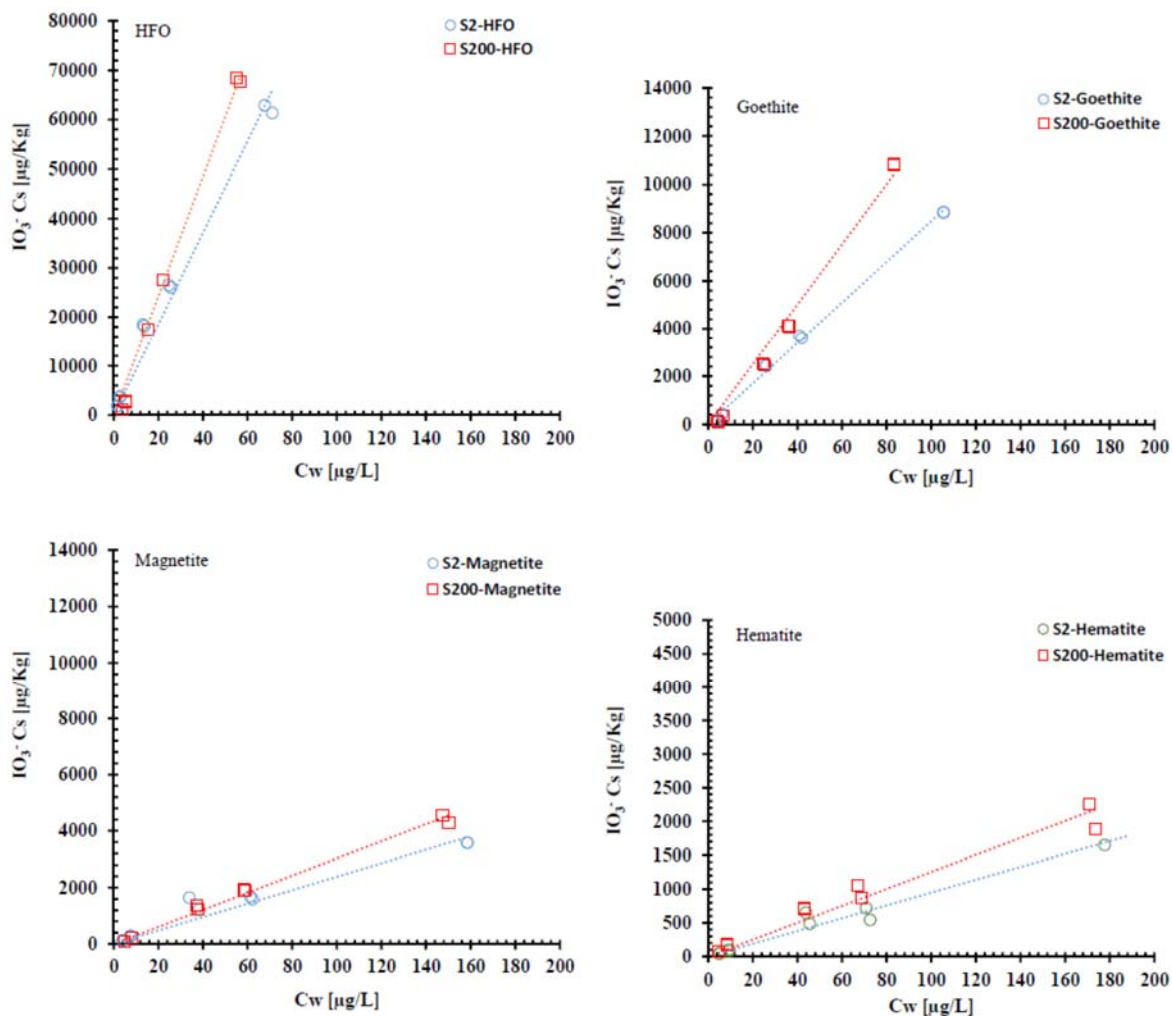 HFO
S2-HFO
S200-HFO
80000
70000
60000
50000
40000
30000
20000
10000
0
IO₃⁻ Cs [µg/Kg]
0 20 40 60 80 100 120 140 160 180 200
Cw [µg/L]
Goethite
S2-Goethite
S200-Goethite
14000
12000
10000
8000
6000
4000
2000
0
IO₃⁻ Cs [µg/Kg]
0 20 40 60 80 100 120 140 160 180 200
Cw [µg/L]
Magnetite
S2-Magnetite
S200-Magnetite
14000
12000
10000
8000
6000
4000
2000
0
IO₃⁻ Cs [µg/Kg]
0 20 40 60 80 100 120 140 160 180 200
Cw [µg/L]
Hematite
S2-Hematite
S200-Hematite
5000
4500
4000
3500
3000
2500
2000
1500
1000
500
0
IO₃⁻ Cs [µg/Kg]
0 20 40 60 80 100 120 140 160 180 200
Cw [µg/L]